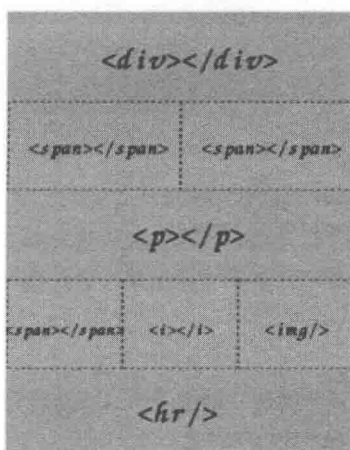 <div></div>
<span></span> <span></span>
<p></p>
<span></span> <i></i> <img/>
<hr/>